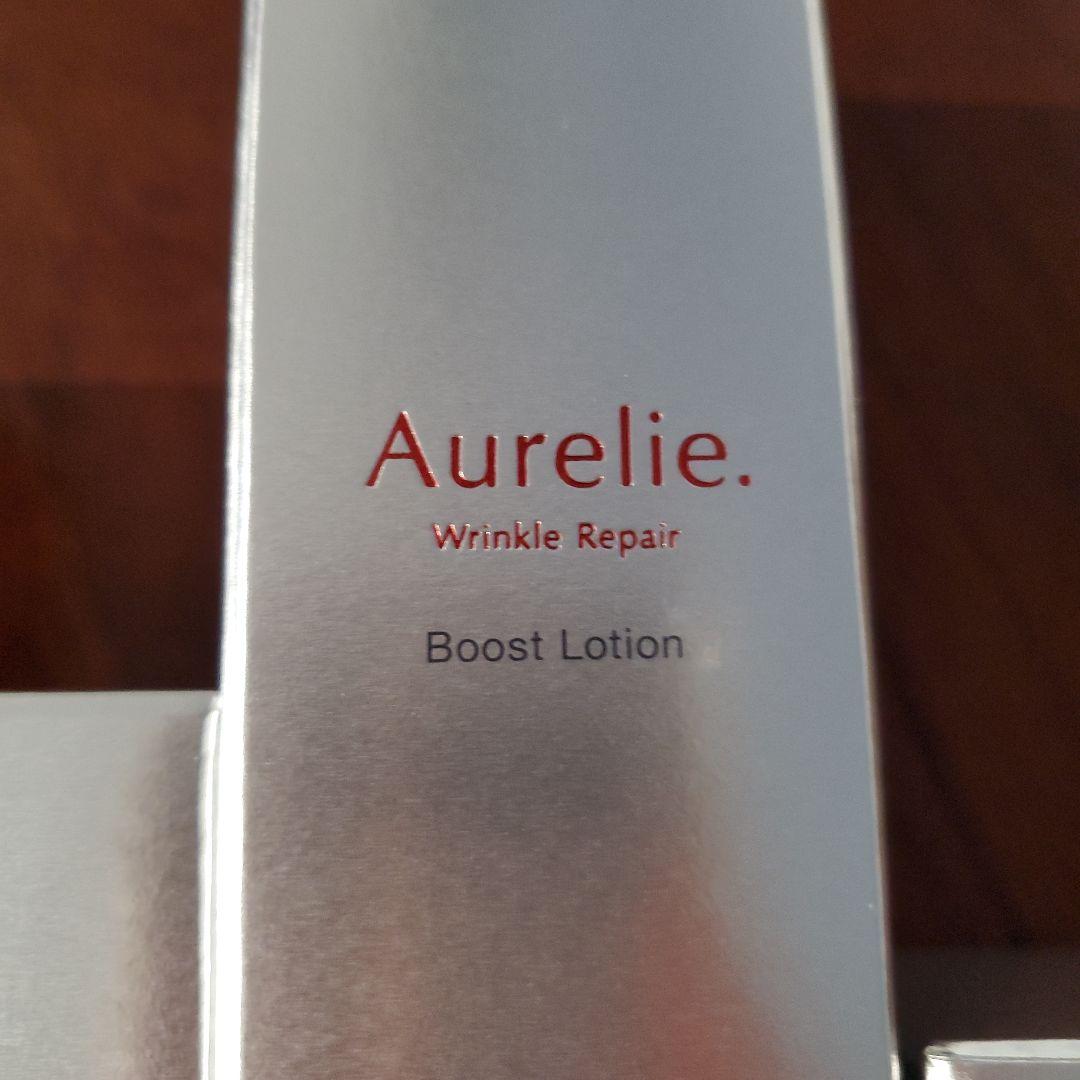 Aurelie.
Wrinkle Repair
Boost Lotion